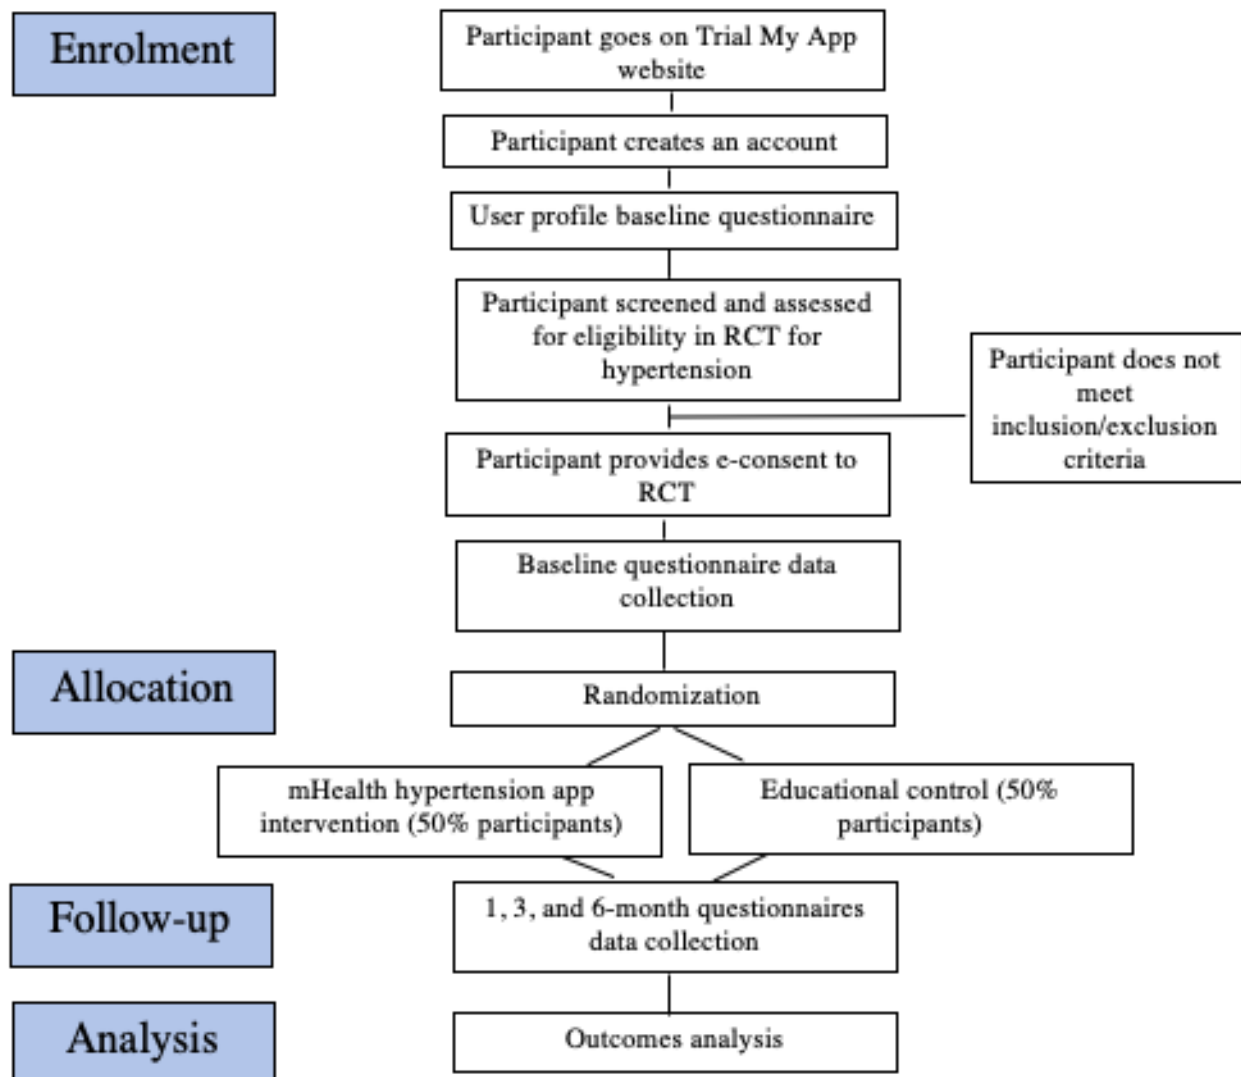 Enrolment
Participant goes on Trial My App
website
Participant creates an account
User profile baseline questionnaire
Participant screened and assessed
for eligibility in RCT for
hypertension
Participant does not
meet
inclusion/exclusion
criteria
Participant provides e-consent to
RCT
Baseline questionnaire data
collection
Allocation
Randomization
mHealth hypertension app
intervention (50% participants)
Educational control (50%
participants)
Follow-up
1, 3, and 6-month questionnaires
data collection
Analysis
Outcomes analysis